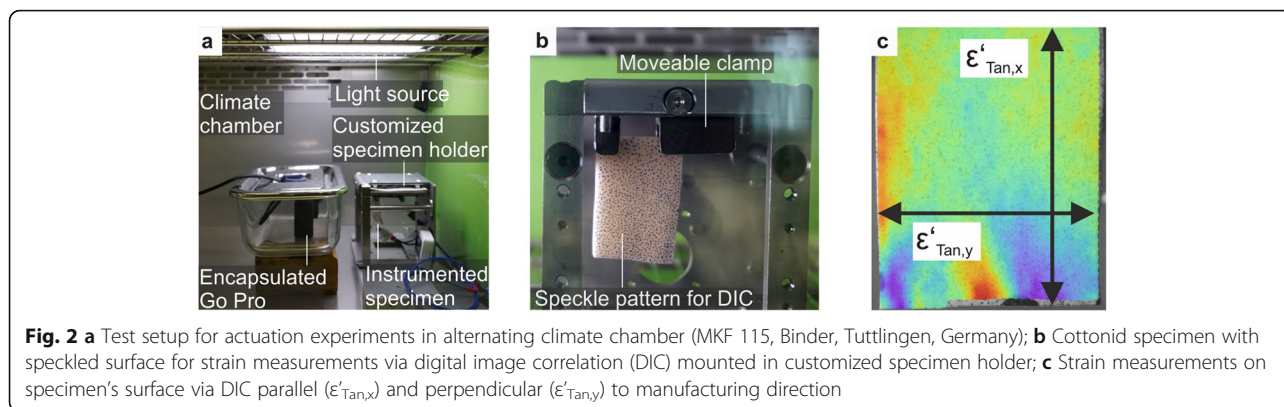 a
Light source
Climate
chamber
Customized
specimen holder
Encapsulated
Go Pro
Instrumented
specimen
b
Moveable clamp
Speckle pattern for DIC
c
ε‘Tan,x
ε‘Tan,y
Fig. 2 a Test setup for actuation experiments in alternating climate chamber (MKF 115, Binder, Tuttlingen, Germany); b Cottonid specimen with
speckled surface for strain measurements via digital image correlation (DIC) mounted in customized specimen holder; c Strain measurements on
specimen’s surface via DIC parallel (ε′Tan,x) and perpendicular (ε′Tan,y) to manufacturing direction